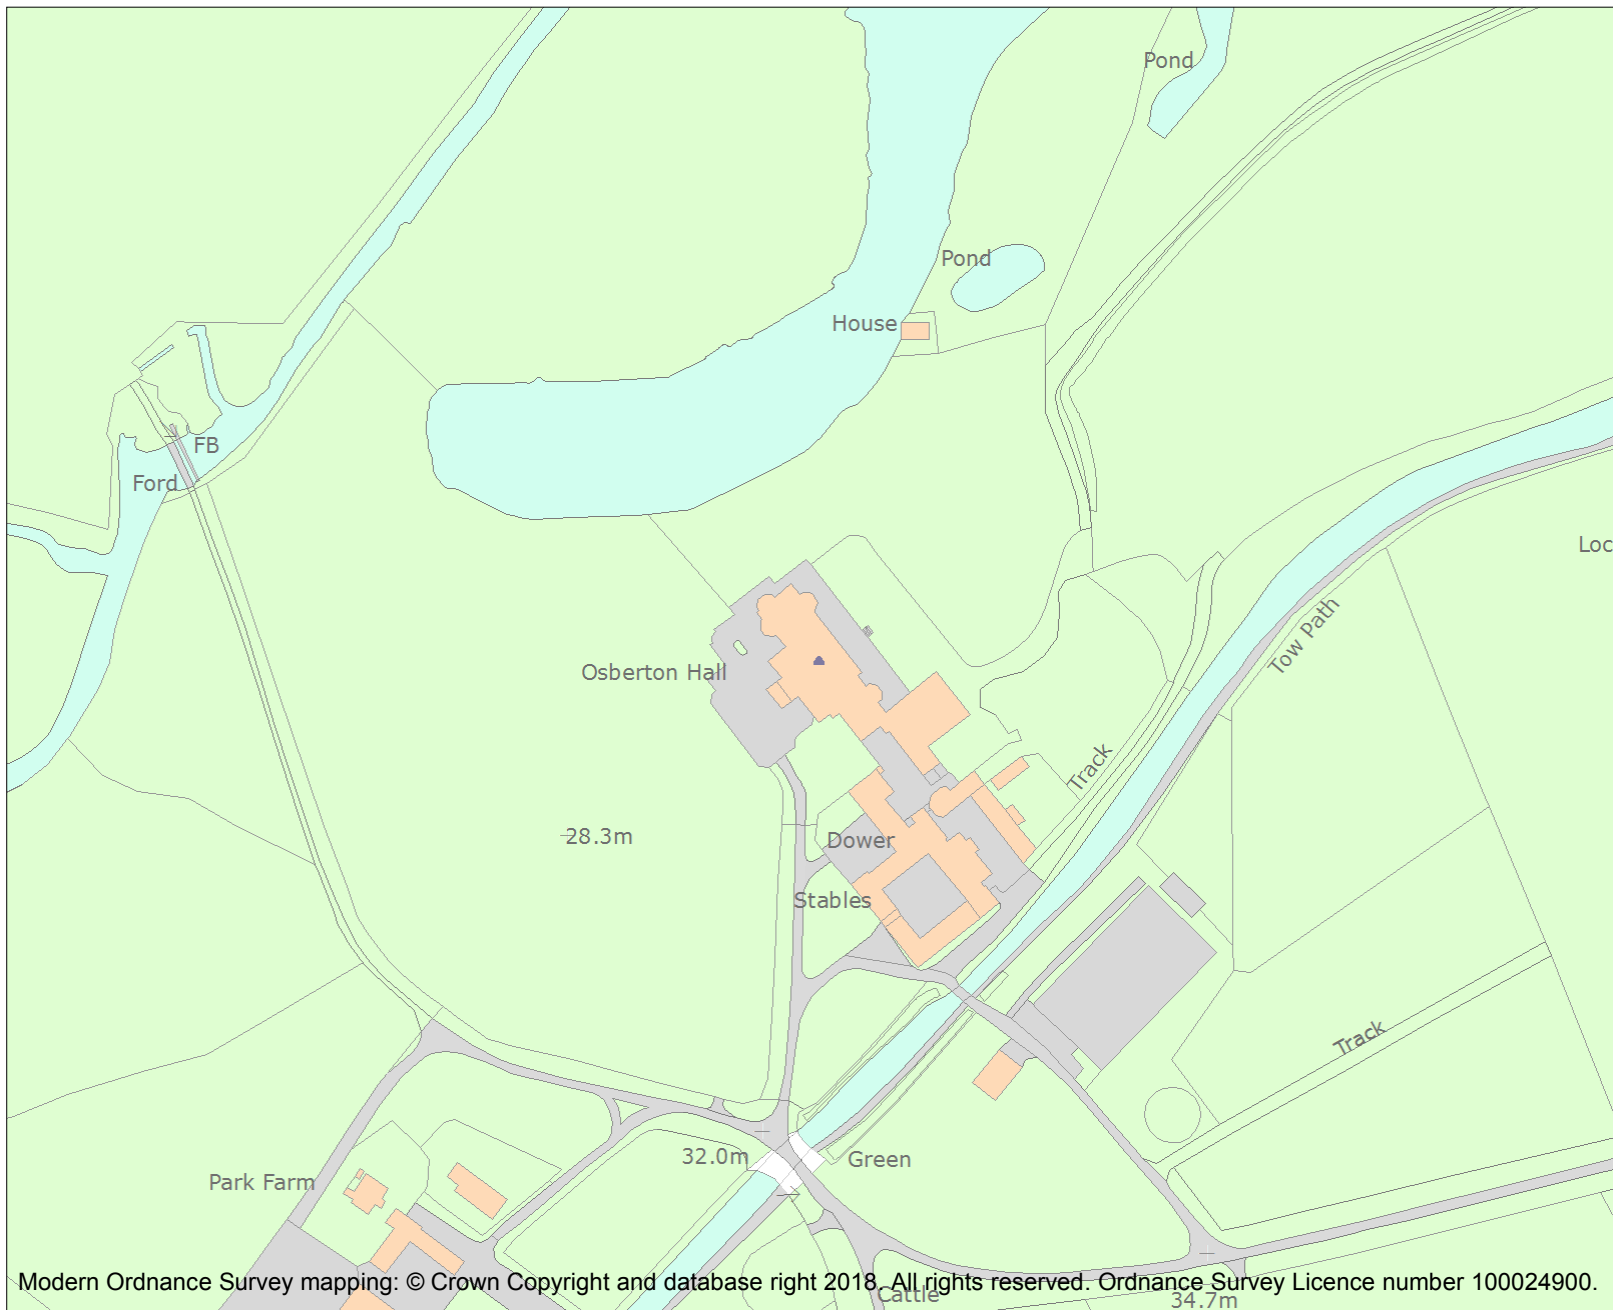 Pond
Pond
House
FB
Ford
Loc
Tow Path
Osberton Hall
Track
28.3m
Dower
Stables
Track
32.0m
Green
Park Farm
Modern Ordnance Survey mapping: © Crown Copyright and database right 2018. All rights reserved. Ordnance Survey Licence number 100024900.
Cattle
34.7m